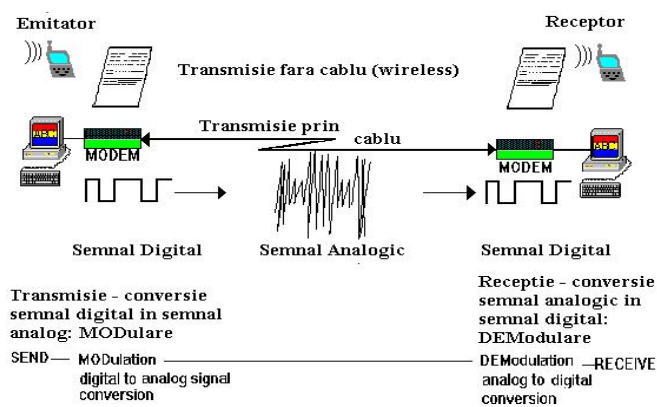 Emitator
Receptor
Transmisie fara cablu (wireless)
Transmisie prin
cablu
ABC
MODEM
ABC
MODEM
Semnal Digital
Semnal Analogic
Semnal Digital
Transmisie - conversie
semnal digital in semnal
analog: MODulare
Receptie - conversie
semnal analogic in
semnal digital:
DEModulare
SEND — MODulation
digital to analog signal
conversion
DEModulation — RECEIVE
analog to digital
conversion